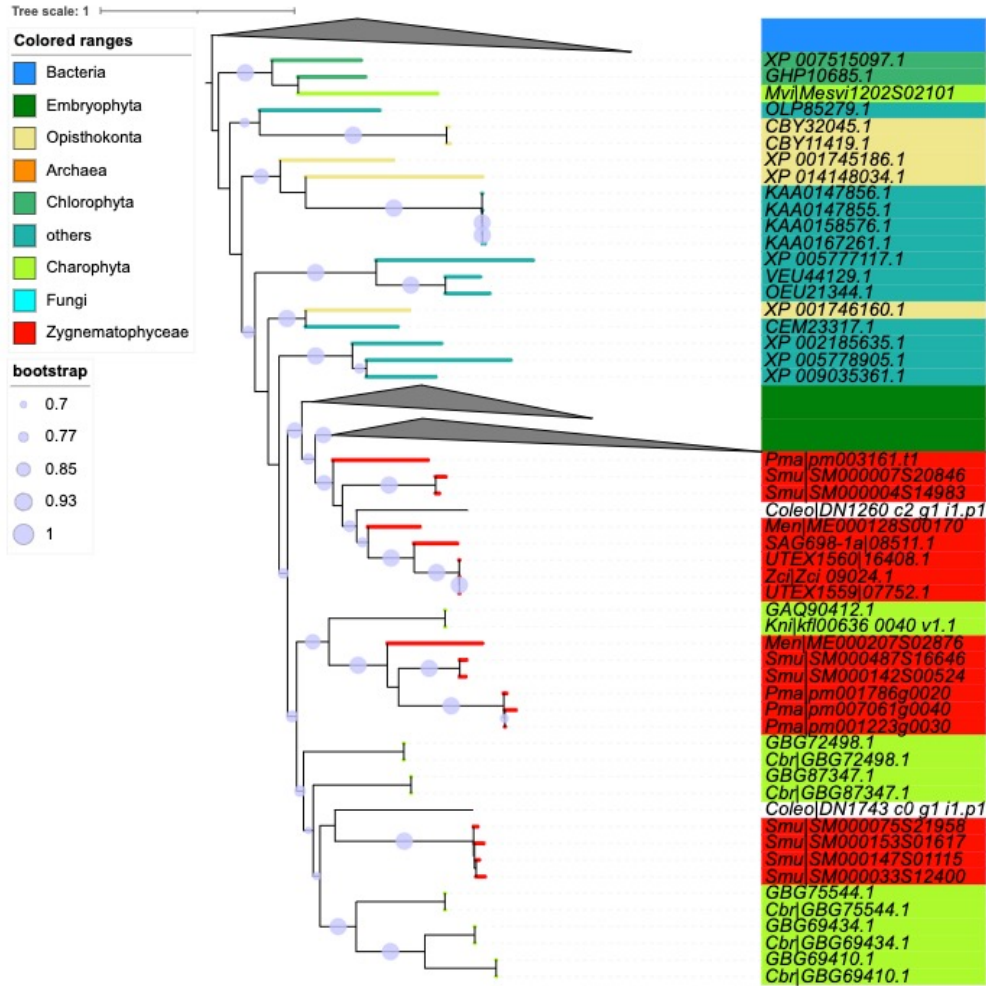 Tree scale: 1
Colored ranges
Bacteria
Embryophyta
Opisthokonta
Archaea
Chlorophyta
others
Charophyta
Fungi
Zygnematophyceae
bootstrap
0.7
0.77
0.85
0.93
1
XP 007515097.1
GHP10685.1
Mvi|Mesvi1202S02101
OLP85279.1
CBY32045.1
CBY11419.1
XP 001745186.1
XP 014148034.1
KAA0147856.1
KAA0147855.1
KAA0158576.1
KAA0167261.1
XP 005777117.1
VEU44129.1
OEU21344.1
XP 001746160.1
CEM23317.1
XP 002185635.1
XP 005778905.1
XP 009035361.1
Pma|pm003161.t1
Smu|SM000007S20846
Smu|SM000004S14983
Coleo|DN1260 c2 g1 i1.p1
Men|ME000128S00170
SAG698-1a|08511.1
UTEX1560|16408.1
Zci|Zci 09024.1
UTEX1559|07752.1
GAQ90412.1
Kni|kfl00636 0040 v1.1
Men|ME000207S02876
Smu|SM000487S16646
Smu|SM000142S00524
Pma|pm001786g0020
Pma|pm007061g0040
Pma|pm001223g0030
GBG72498.1
Cbr|GBG72498.1
GBG87347.1
Cbr|GBG87347.1
Coleo|DN1743 c0 g1 i1.p1
Smu|SM000075S21958
Smu|SM000153S01617
Smu|SM000147S01115
Smu|SM000033S12400
GBG75544.1
Cbr|GBG75544.1
GBG69434.1
Cbr|GBG69434.1
GBG69410.1
Cbr|GBG69410.1